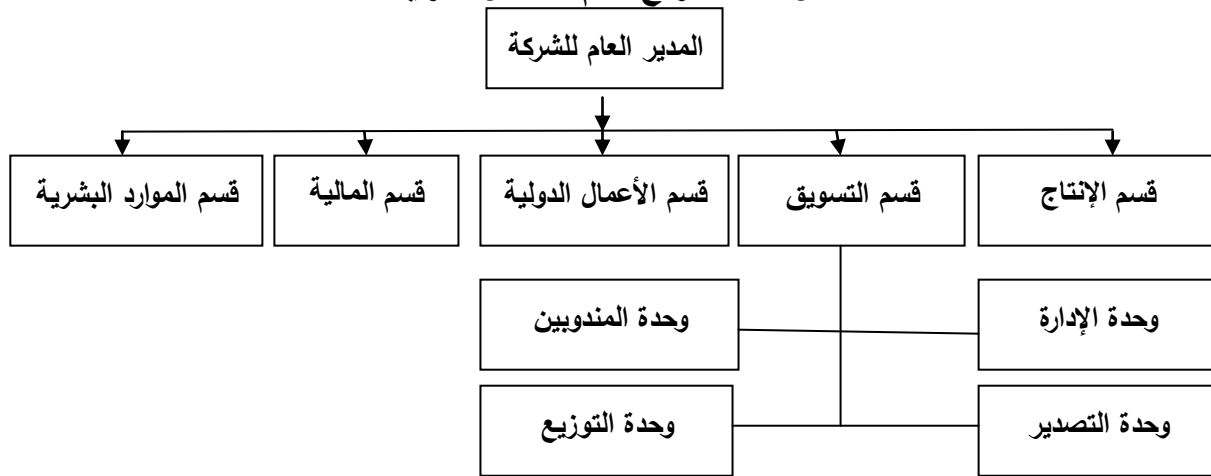 المدير العام للشركة
قسم الإنتاج
قسم التسويق
قسم الأعمال الدولية
قسم المالية
قسم الموارد البشرية
وحدة الإدارة
وحدة المندوبين
وحدة التصدير
وحدة التوزيع